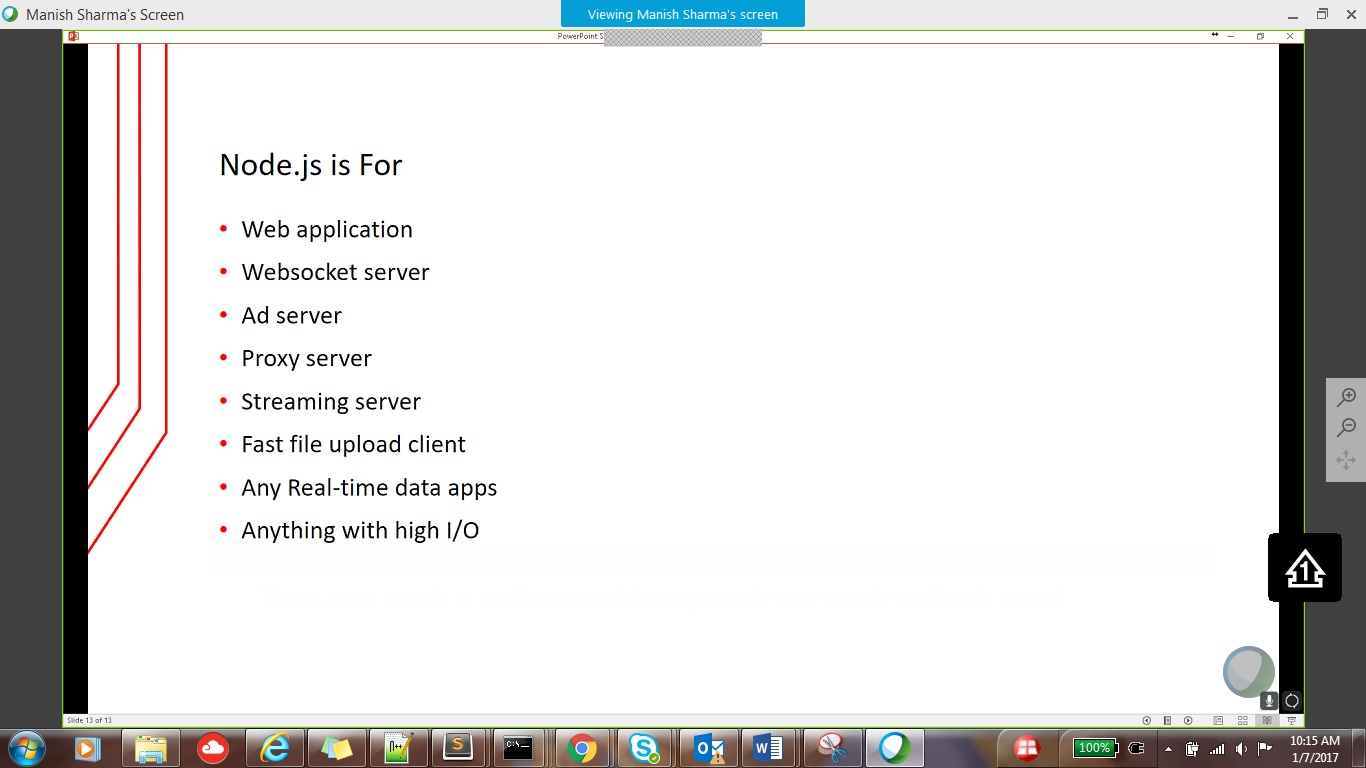 Manish Sharma's Screen
Viewing Manish Sharma's screen
PowerPoint S
Node.js is For
• Web application
• Websocket server
• Ad server
• Proxy server
• Streaming server
• Fast file upload client
• Any Real-time data apps
• Anything with high I/O
1
Slide 13 of 13
100%
10:15 AM
1/7/2017